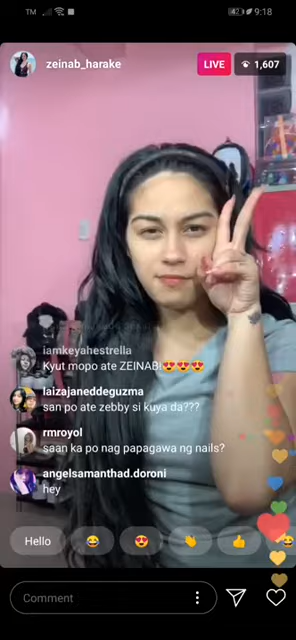 TM 42 9:18
zeinab_harake LIVE 1,607
iamkeyahestrella
Kyut mopo ate ZEINAB!😍😍😍
laizajaneddeguzma
san po ate zebby si kuya da???
rmroyol
saan ka po nag papagawa ng nails?
angelsamanthad.doroni
hey
Hello 😂 😍 👏 👍 😂
Comment